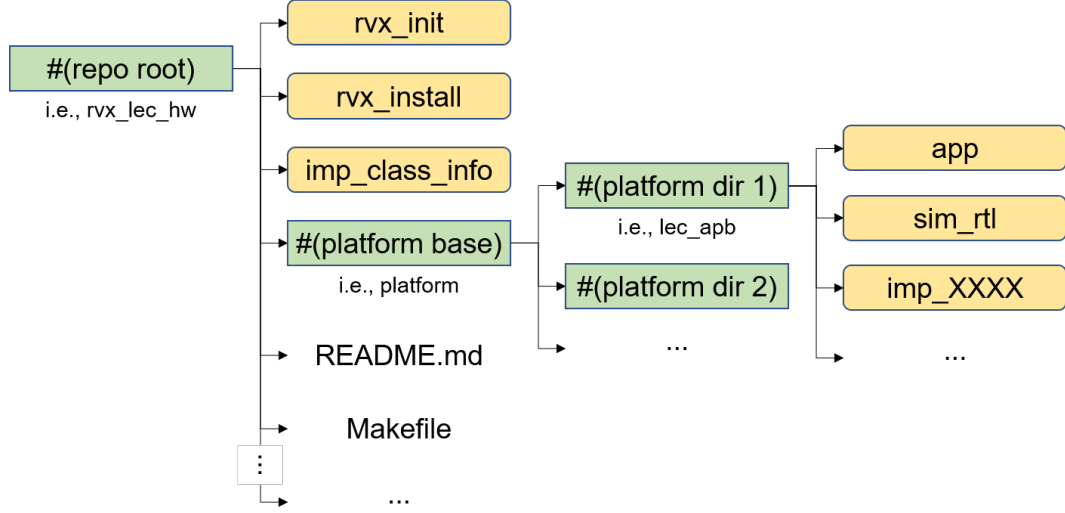 #(repo root)
i.e., rvx_lec_hw
rvx_init
rvx_install
imp_class_info
#(platform base)
i.e., platform
README.md
Makefile
⋮
...
#(platform dir 1)
i.e., lec_apb
#(platform dir 2)
...
app
sim_rtl
imp_XXXX
...